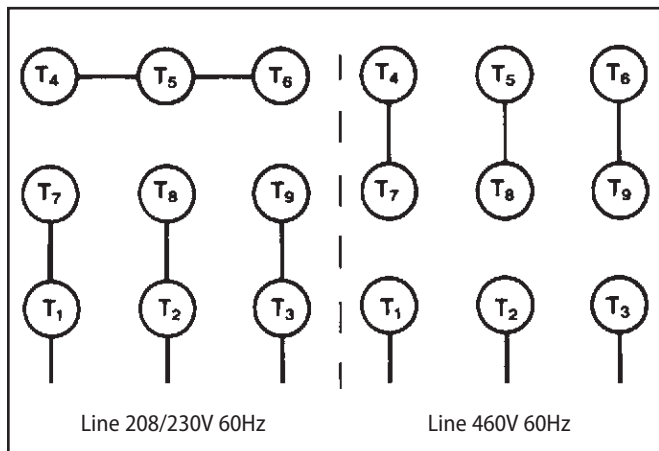 T₄ T₅ T₆
T₇ T₈ T₉
T₁ T₂ T₃
Line 208/230V 60Hz
T₄ T₅ T₆
T₇ T₈ T₉
T₁ T₂ T₃
Line 460V 60Hz